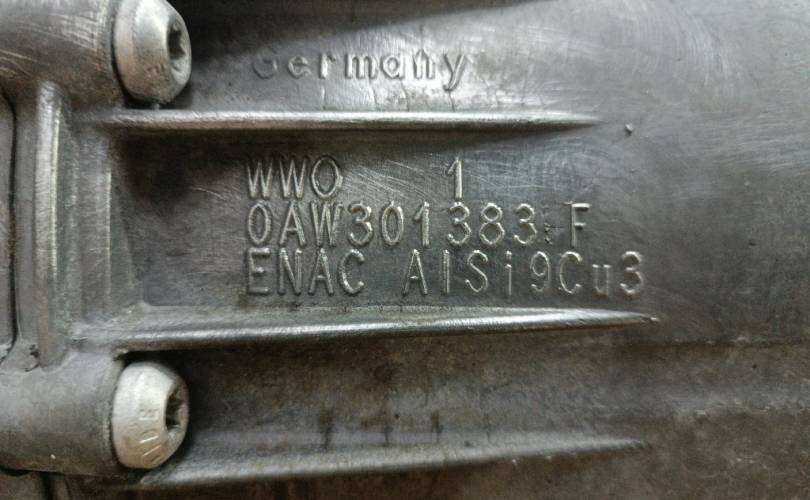 Germany
WWO 1
0AW301383 F
ENAC AlSi9Cu3